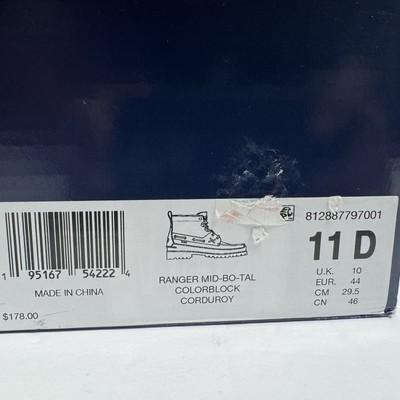 812887797001
11 D
1 95167 54222 4
MADE IN CHINA
$178.00
RANGER MID-BO-TAL
COLORBLOCK
CORDUROY
U.K. 10
EUR. 44
CM 29.5
CN 46